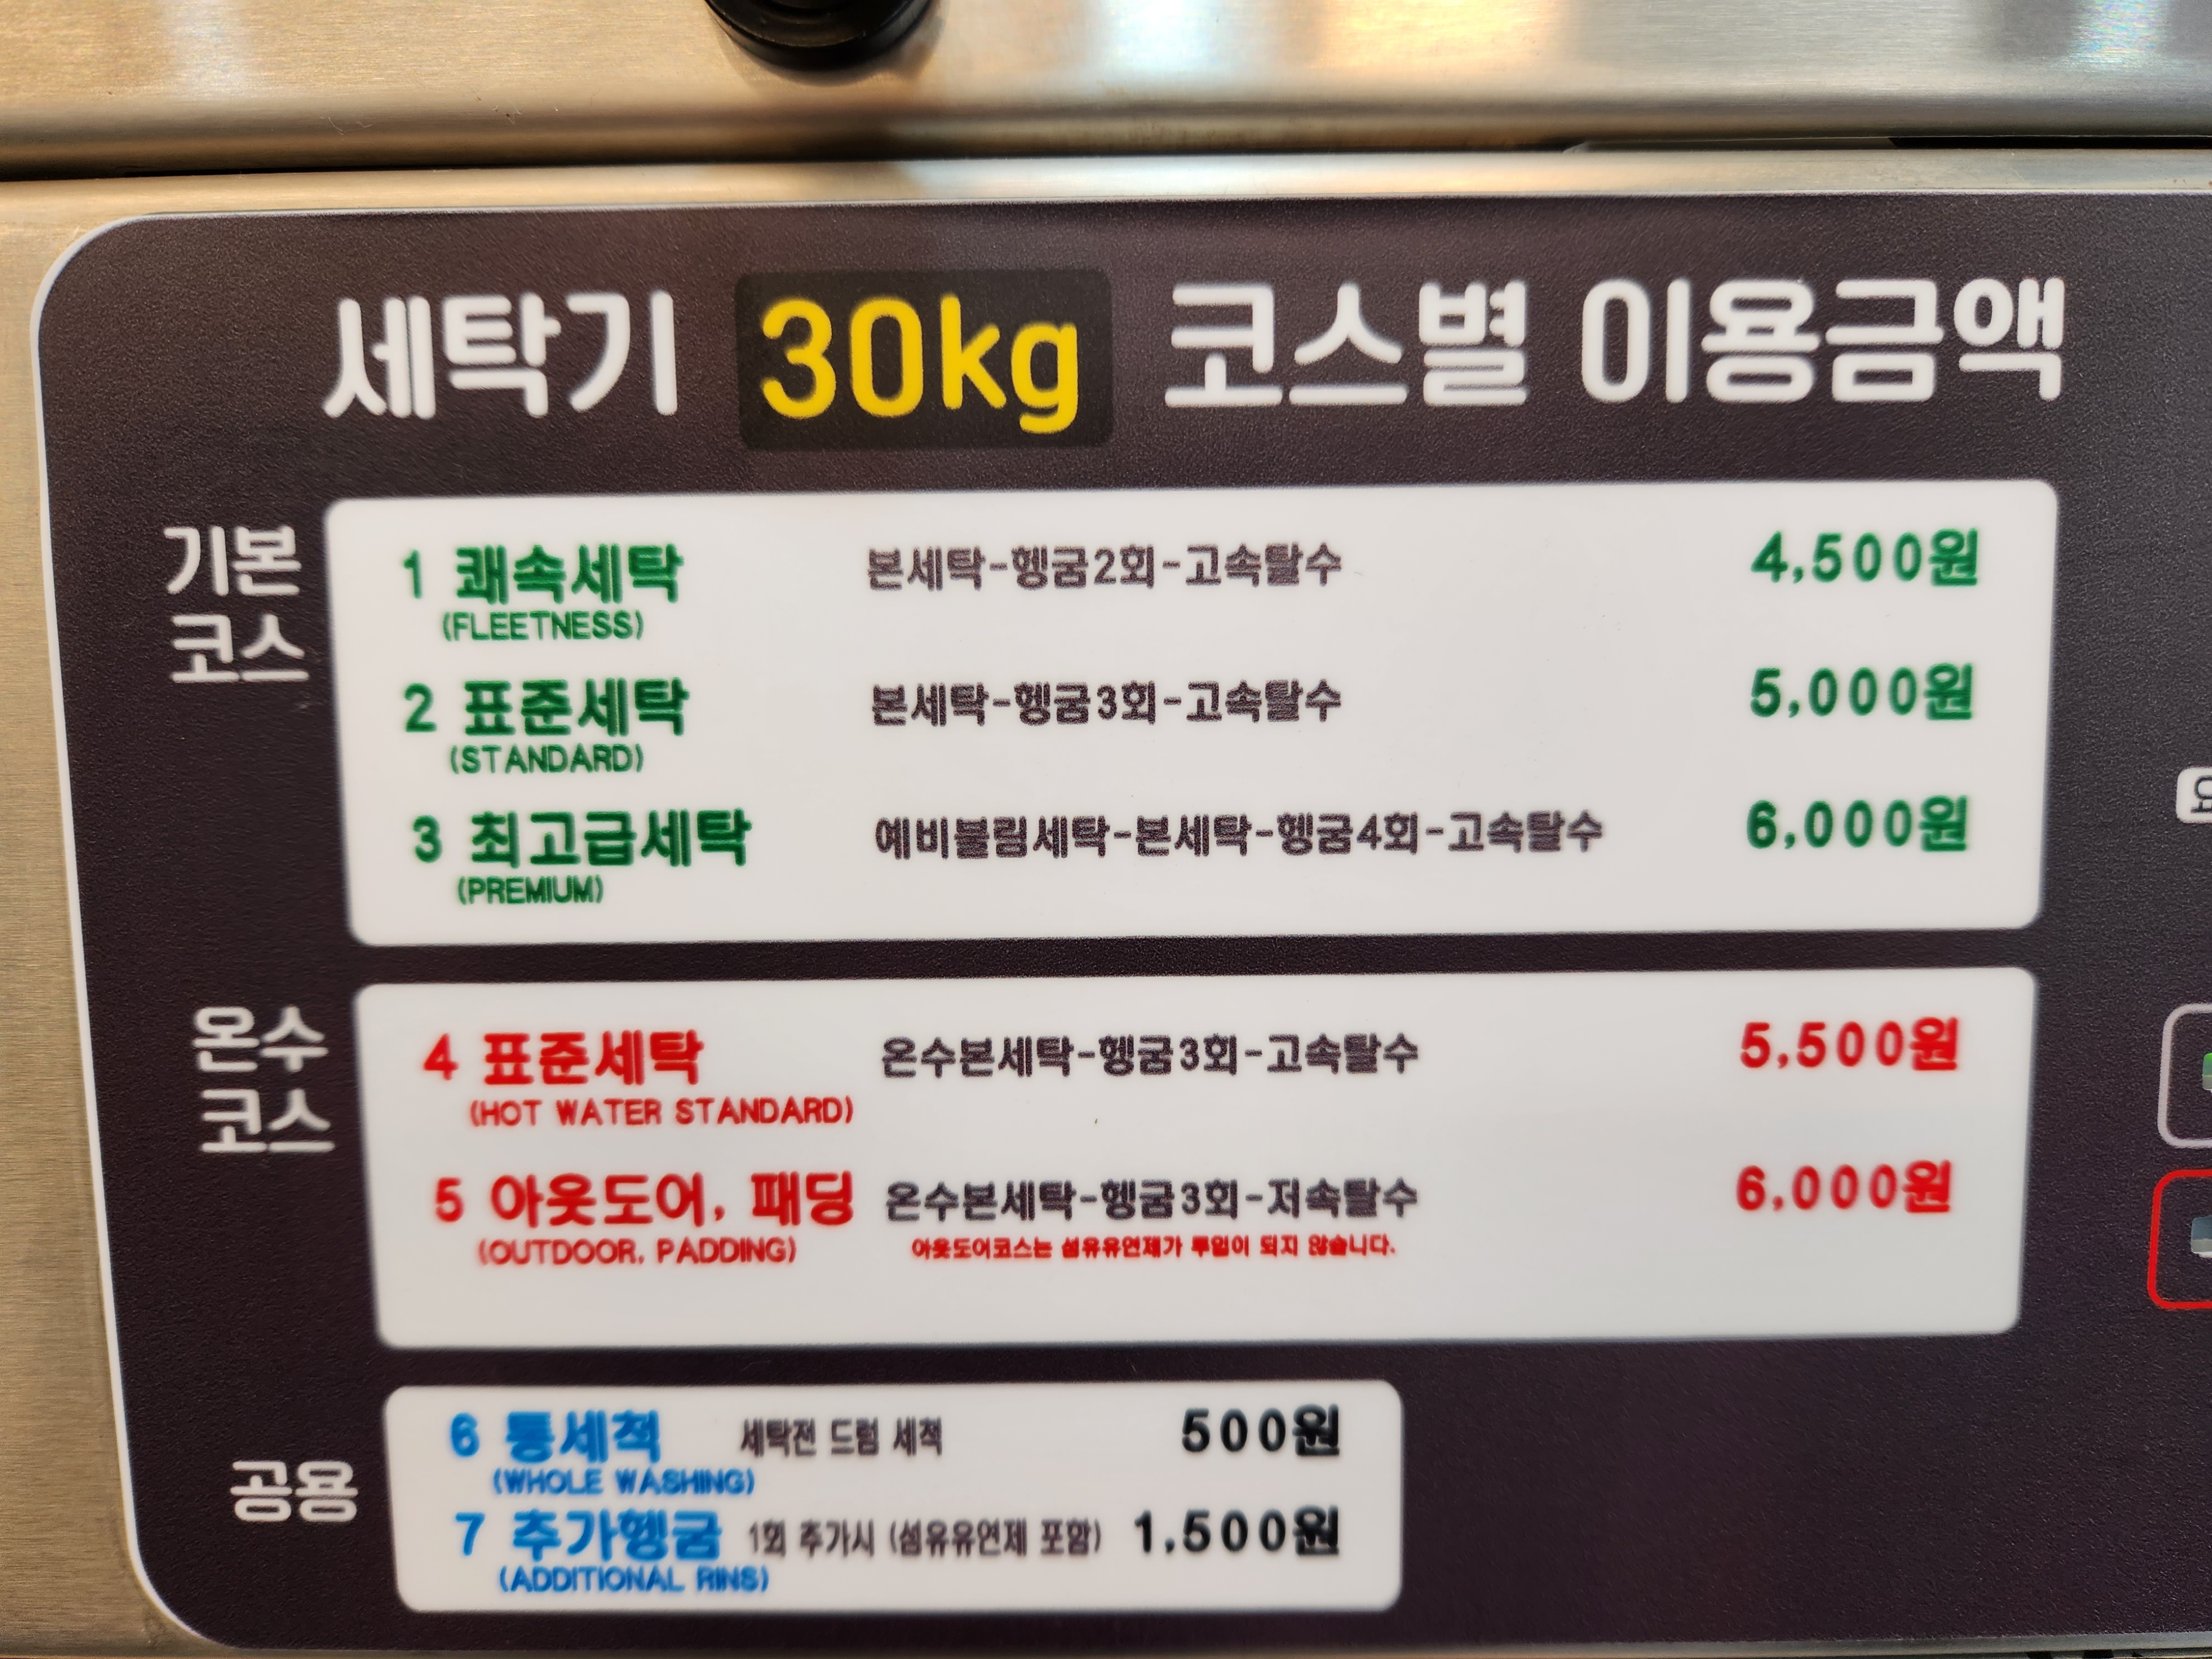 세탁기 30kg 코스별 이용금액
기본
코스
1 쾌속세탁 본세탁-헹굼2회-고속탈수 4,500원
(FLEETNESS)
2 표준세탁 본세탁-헹굼3회-고속탈수 5,000원
(STANDARD)
3 최고급세탁 예비불림세탁-본세탁-헹굼4회-고속탈수 6,000원
(PREMIUM)
온수
코스
4 표준세탁 온수본세탁-헹굼3회-고속탈수 5,500원
(HOT WATER STANDARD)
5 아웃도어, 패딩 온수본세탁-헹굼3회-저속탈수 6,000원
(OUTDOOR, PADDING) 아웃도어코스는 섬유유연제가 투입이 되지 않습니다.
공용
6 통세척 세탁전 드럼 세척 500원
(WHOLE WASHING)
7 추가헹굼 1회 추가시 (섬유유연제 포함) 1,500원
(ADDITIONAL RINS)